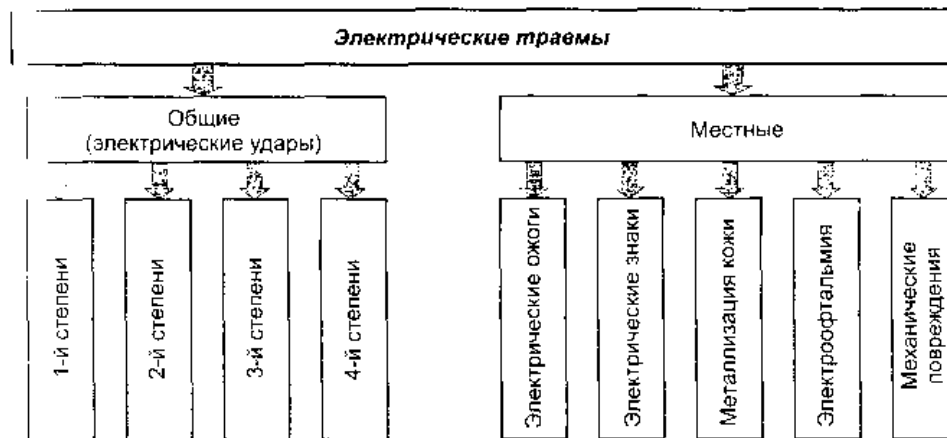 Электрические травмы
Общие
(электрические удары)
Местные
1-й степени
2-й степени
3-й степени
4-й степени
Электрические ожоги
Электрические знаки
Металлизация кожи
Электроофтальмия
Механические
повреждения